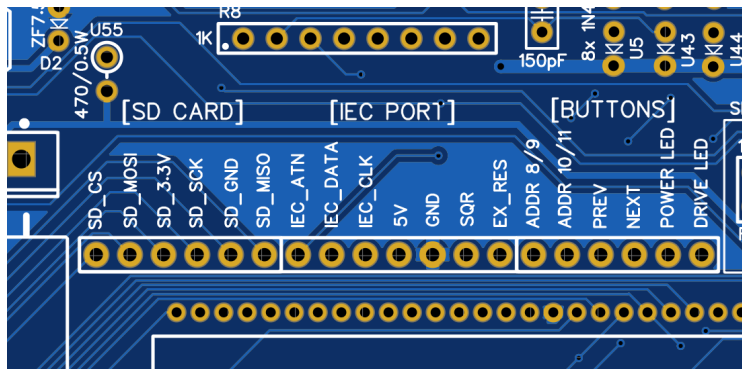 R8
1K
ZF7.5
D2
U55
470/0.5W
150pF
8x 1N4
U5
U43
U44
[SD CARD]
[IEC PORT]
[BUTTONS]
SD_CS
SD_MOSI
SD_3.3V
SD_SCK
SD_GND
SD_MISO
IEC_ATN
IEC_DATA
IEC_CLK
5V
GND
SQR
EX_RES
ADDR 8/9
ADDR 10/11
PREV
NEXT
POWER LED
DRIVE LED